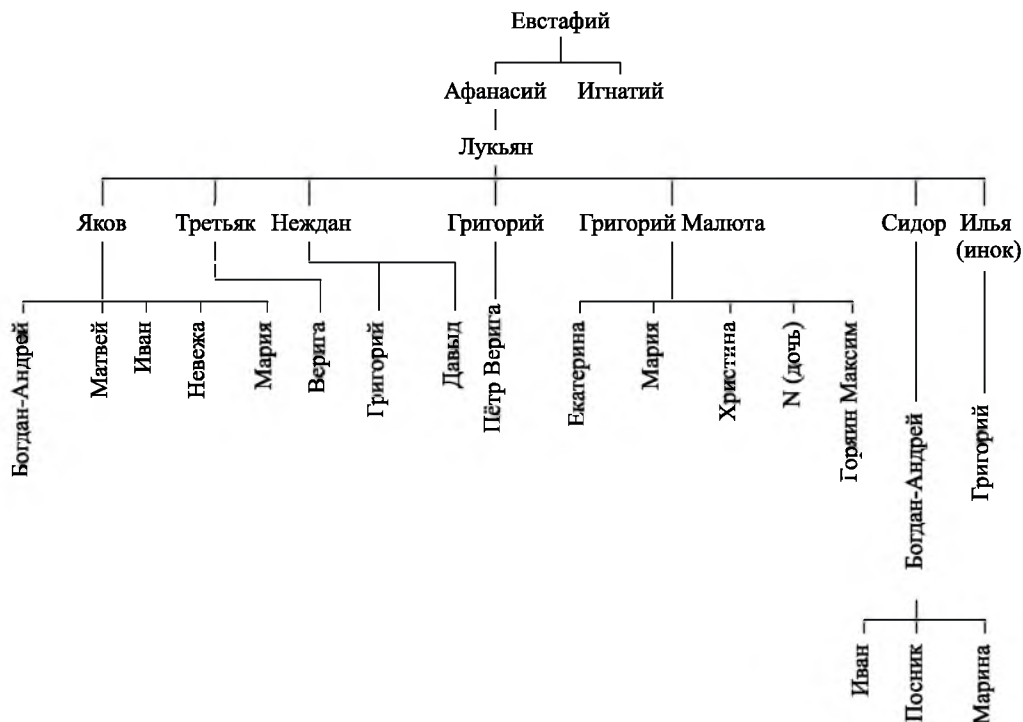 Евстафий
Афанасий Игнатий
Лукьян
Яков Третьяк Неждан Григорий Григорий Малюта Сидор Илья
(инок)
Богдан-Андрей
Матвей
Иван
Невежа
Мария
Верига
Григорий
Давыд
Пётр Верига
Екатерина
Мария
Христина
N (дочь)
Горяин Максим
Богдан-Андрей
Григорий
Иван
Посник
Марина